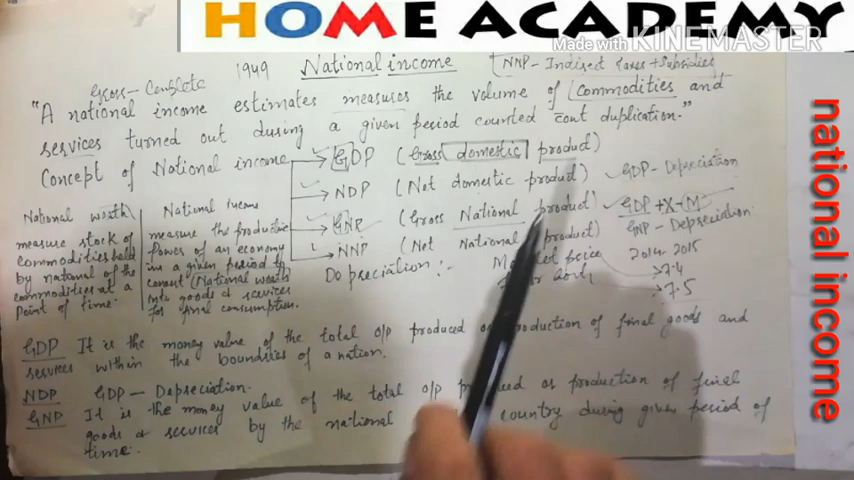 HOME ACADEMY
Made with KINEMASTER
Gross - Complete
1949 National income
NNP - Indirect taxes + Subsidies
"A national income estimates measures the volume of commodities and
services turned out during a given period counted duplication."
Concept of National income
GDP (Gross domestic product)
NDP (Net domestic product) GDP - Depreciation
GNP (Gross National product) GDP + X - M
NNP (Net National product) GNP - Depreciation
Depreciation :- Market price 2014-2015
7.4
7.5
National worth
measure stock of
commodities held
by national of the
commodities at a
Point of time.
National income
measure the productive
Power of an economy
in a given period to
National worth
into goods & services
for final consumption.
GDP It is the money value of the total o/p produced or production of final goods and
services within the boundaries of a nation.
NDP GDP - Depreciation.
GNP It is the money value of the total o/p produced or production of final
goods & services by the national country during given period of
time.
national income